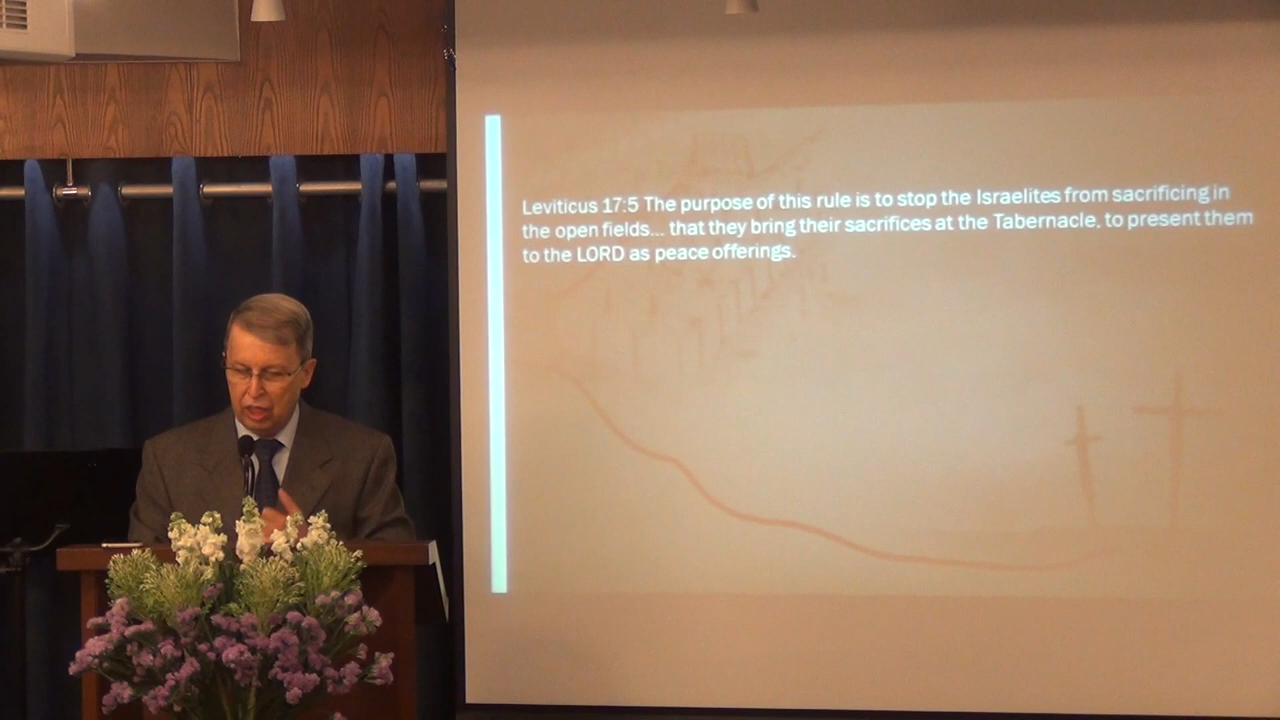 Leviticus 17:5 The purpose of this rule is to stop the Israelites from sacrificing in
the open fields... that they bring their sacrifices at the Tabernacle, to present them
to the LORD as peace offerings.